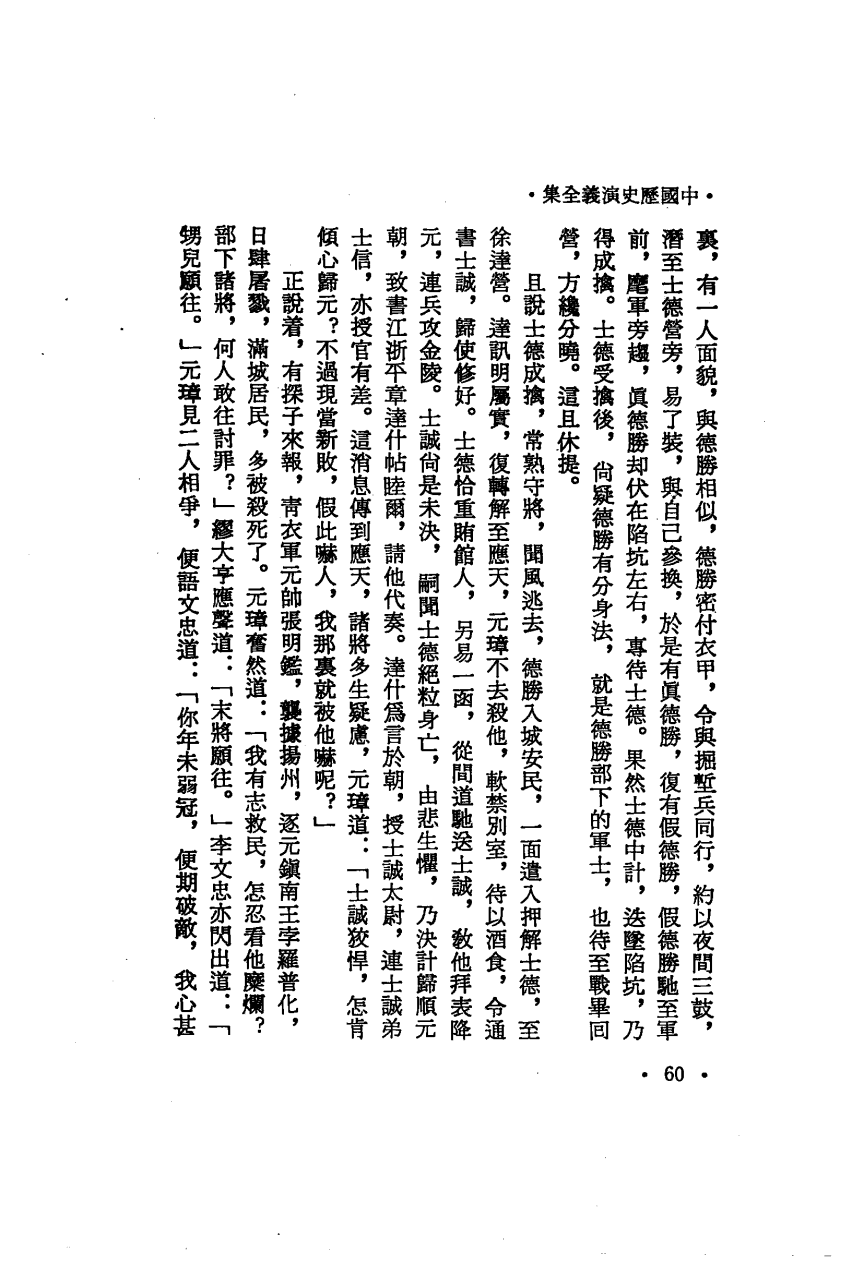 ·中國歷史演義全集·
裏，有一人面貌，與德勝相似，德勝密付衣甲，令與掘塹兵同行，約以夜間三鼓，
潛至士德營旁，易了裝，與自己參換，於是有眞德勝，復有假德勝，假德勝馳至軍
前，麾軍旁趨，眞德勝却伏在陷坑左右，專待士德。果然士德中計，迭墜陷坑，乃
得成擒。士德受擒後，尙疑德勝有分身法，就是德勝部下的軍士，也待至戰畢回
營，方纔分曉。這且休提。
且說士德成擒，常熟守將，聞風逃去，德勝入城安民，一面遣入押解士德，至
徐達營。達訊明屬實，復轉解至應天，元璋不去殺他，軟禁別室，待以酒食，令通
書士誠，歸使修好。士德恰重賄館人，另易一函，從間道馳送士誠，敎他拜表降
元，連兵攻金陵。士誠尙是未決，嗣聞士德絕粒身亡，由悲生懼，乃決計歸順元
朝，致書江浙平章達什帖睦爾，請他代奏。達什爲言於朝，授士誠太尉，連士誠弟
士信，亦授官有差。這消息傳到應天，諸將多生疑慮，元璋道：「士誠狡悍，怎肯
傾心歸元？不過現當新敗，假此嚇人，我那裏就被他嚇呢？」
正說着，有探子來報，靑衣軍元帥張明鑑，襲據揚州，逐元鎭南王孛羅普化，
日肆屠戮，滿城居民，多被殺死了。元璋奮然道：「我有志救民，怎忍看他糜爛？
部下諸將，何人敢往討罪？」繆大亨應聲道：「末將願往。」李文忠亦閃出道：「
甥兒願往。」元璋見二人相爭，便語文忠道：「你年未弱冠，便期破敵，我心甚
·60·